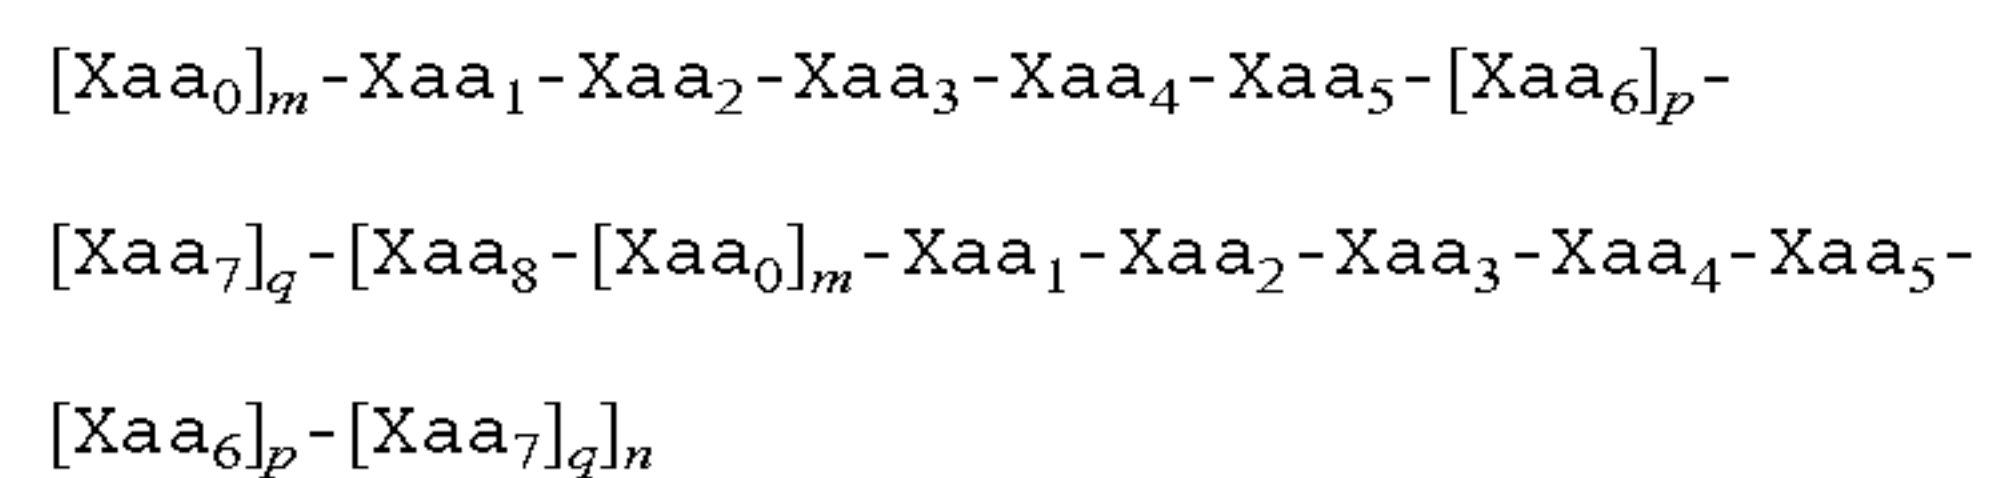 [Xaa₀]ₘ-Xaa₁-Xaa₂-Xaa₃-Xaa₄-Xaa₅-[Xaa₆]ₚ-
[Xaa₇]q-[Xaa₈-[Xaa₀]ₘ-Xaa₁-Xaa₂-Xaa₃-Xaa₄-Xaa₅-
[Xaa₆]ₚ-[Xaa₇]q]ₙ